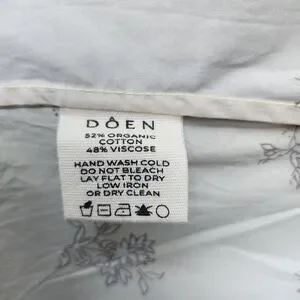 DÔEN
52% ORGANIC
COTTON
48% VISCOSE
HAND WASH COLD
DO NOT BLEACH
LAY FLAT TO DRY
LOW IRON
OR DRY CLEAN